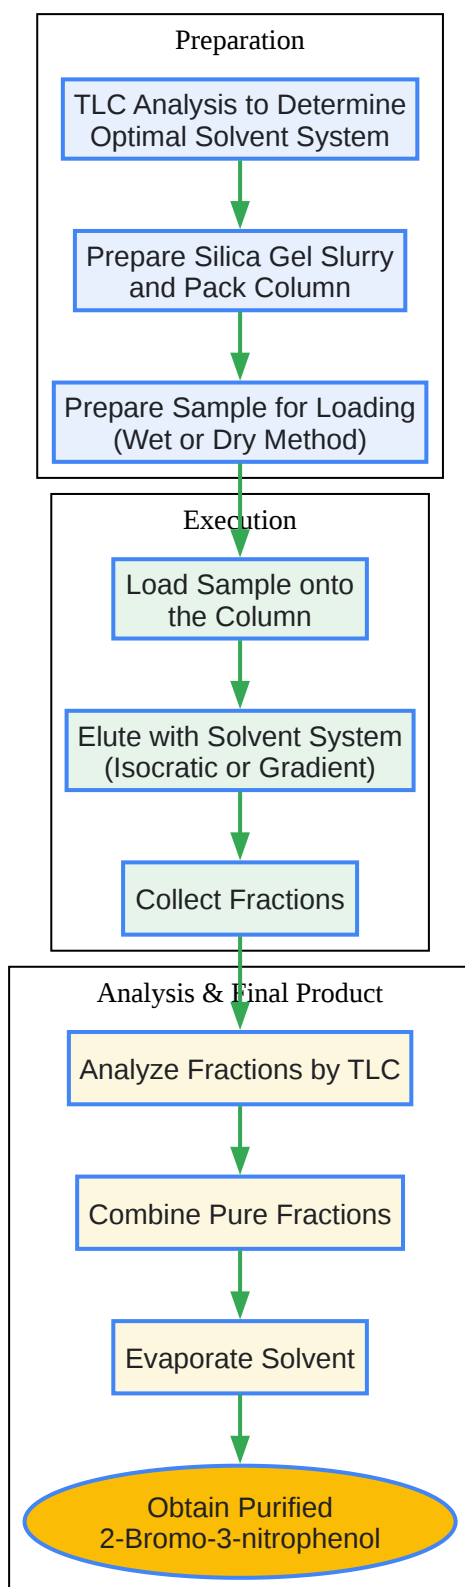 Preparation
TLC Analysis to Determine
Optimal Solvent System
Prepare Silica Gel Slurry
and Pack Column
Prepare Sample for Loading
(Wet or Dry Method)
Execution
Load Sample onto
the Column
Elute with Solvent System
(Isocratic or Gradient)
Collect Fractions
Analysis & Final Product
Analyze Fractions by TLC
Combine Pure Fractions
Evaporate Solvent
Obtain Purified
2-Bromo-3-nitrophenol